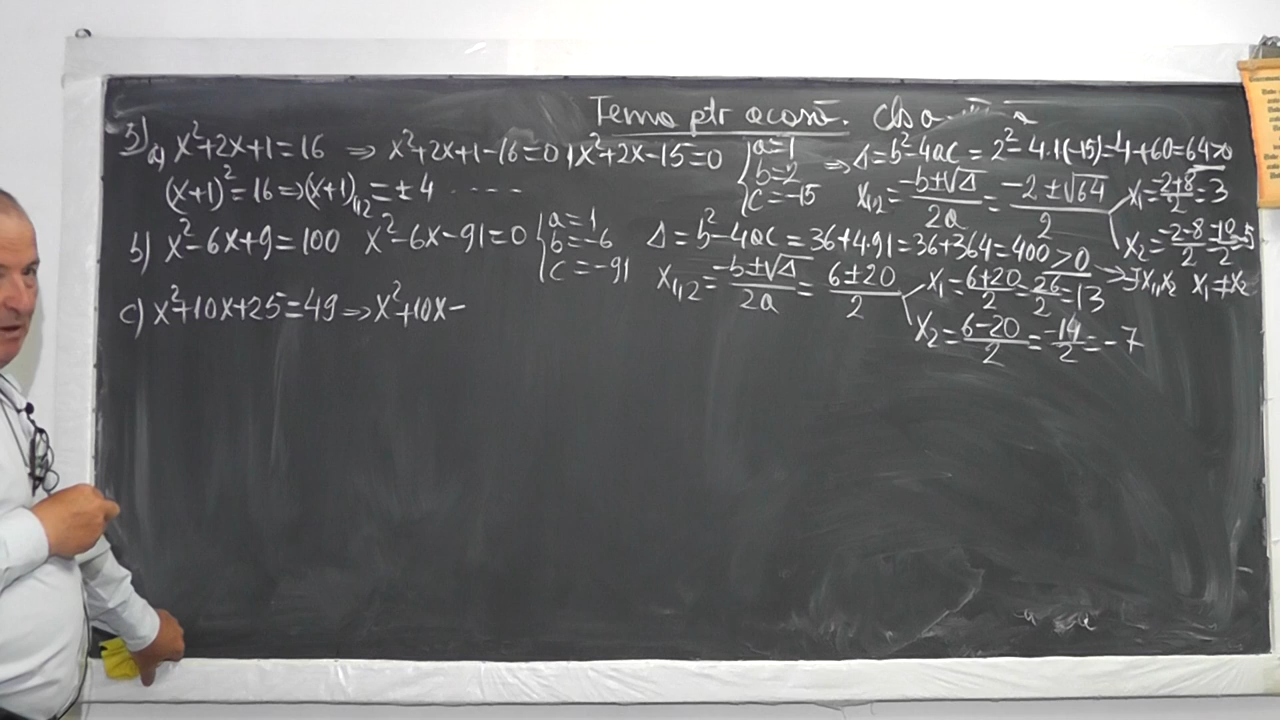 Tema ptr acasă. Cls a VIII a
3) a) x²+2x+1=16 ⇒ x²+2x+1-16=0, x²+2x-15=0 { a=1 b=2 c=-15 ⇒ Δ=b²-4ac=2²-4·1(-15)=4+60=64>0
(x+1)²=16⇒(x+1)₁,₂=±4 ..... x₁,₂=(-b±√Δ)/2a=(-2±√64)/2 x₁=(-2+8)/2=3
x₂=(-2-8)/2=-10/2=-5
b) x²-6x+9=100 x²-6x-91=0 { a=1 b=-6 c=-91 Δ=b²-4ac=36+4·91=36+364=400>0 ⇒∃x₁,x₂ x₁≠x₂
x₁,₂=(-b±√Δ)/2a=(6±20)/2 x₁=(6+20)/2=26/2=13
x₂=(6-20)/2=-14/2=-7
c) x²+10x+25=49⇒x²+10x-